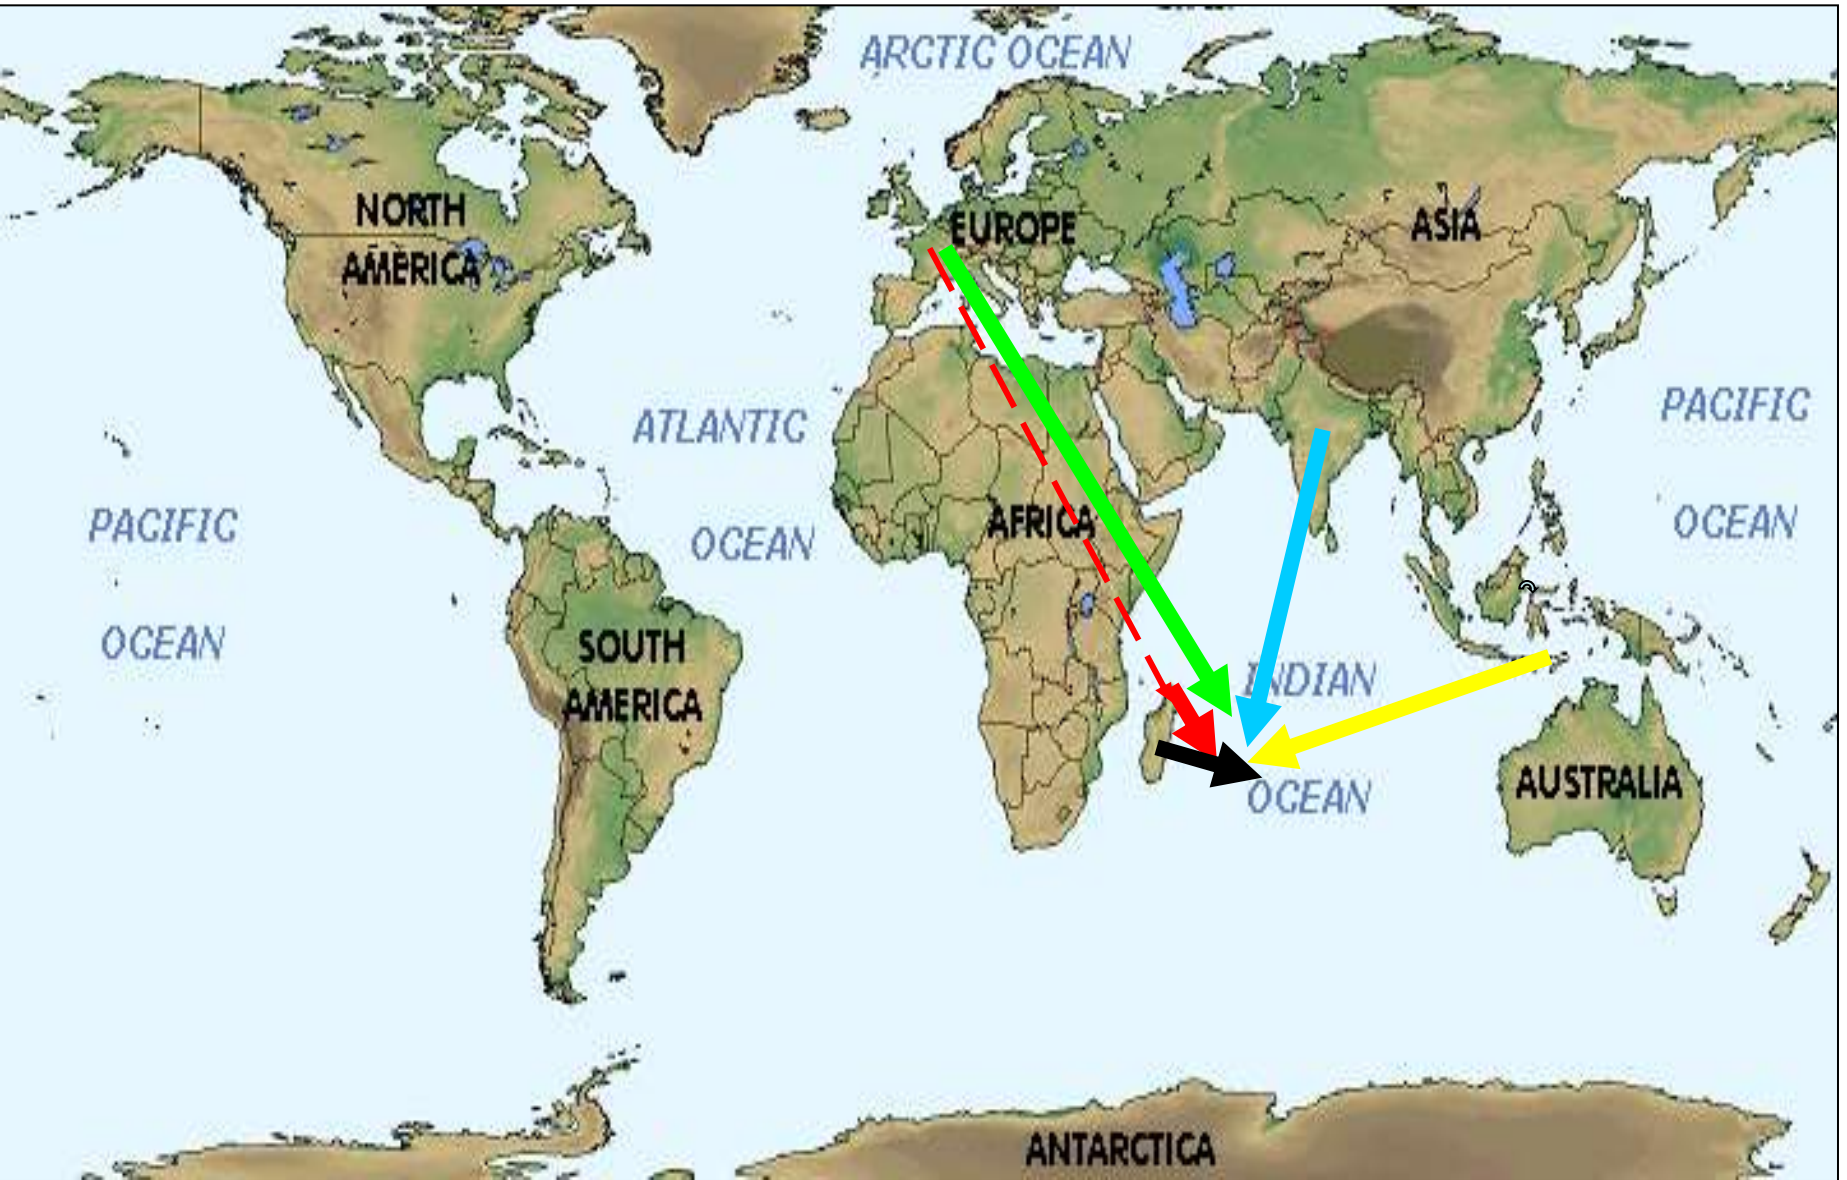 ARCTIC OCEAN
NORTH
AMERICA
EUROPE
ASIA
ATLANTIC
OCEAN
PACIFIC
OCEAN
PACIFIC
OCEAN
AFRICA
SOUTH
AMERICA
INDIAN
OCEAN
AUSTRALIA
ANTARCTICA